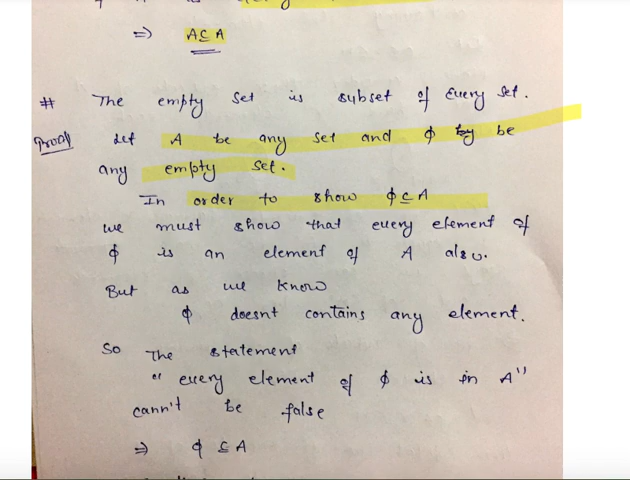 ⇒ A ⊆ A
# The empty set is subset of Every set.
Proof Let A be any set and ϕ be
any empty set.
In order to show ϕ ⊆ A
we must show that every element of
ϕ is an element of A also.
But as we know
ϕ doesnt contains any element.
So The statement
"every element of ϕ is in A"
cann't be false
⇒ ϕ ⊆ A